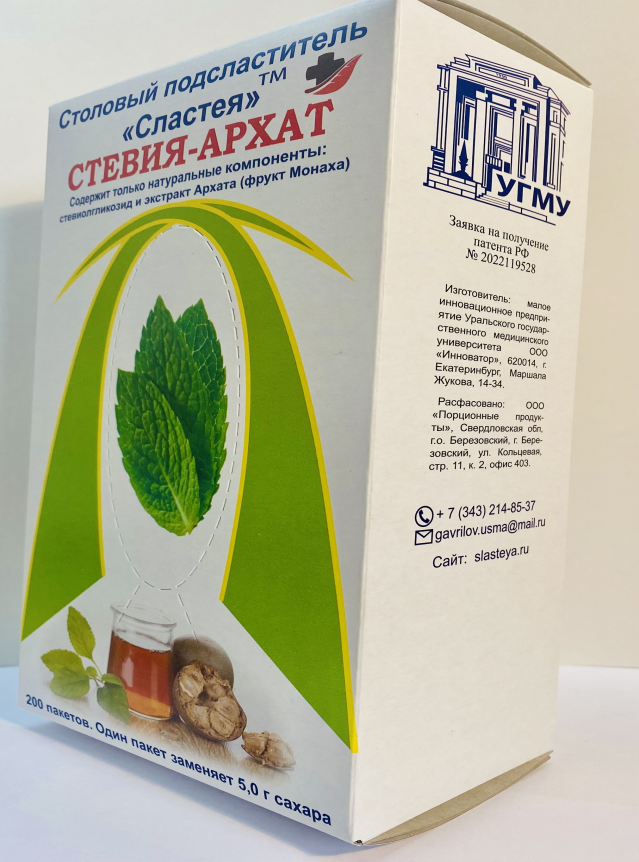 Столовый подсластитель
«Сластея» ™
СТЕВИЯ-АРХАТ
Содержит только натуральные компоненты:
стевиолгликозид и экстракт Архата (фрукт Монаха)
200 пакетов. Один пакет заменяет 5,0 г сахара
УГМУ
Заявка на получение
патента РФ
№ 2022119528
Изготовитель: малое
инновационное предпри-
ятие Уральского государ-
ственного медицинского
университета ООО
«Инноватор», 620014, г.
Екатеринбург, Маршала
Жукова, 14-34.
Расфасовано: ООО
«Порционные продук-
ты», Свердловская обл,
г.о. Березовский, г. Бере-
зовский, ул. Кольцевая,
стр. 11, к. 2, офис 403.
+ 7 (343) 214-85-37
gavrilov.usma@mail.ru
Сайт: slasteya.ru